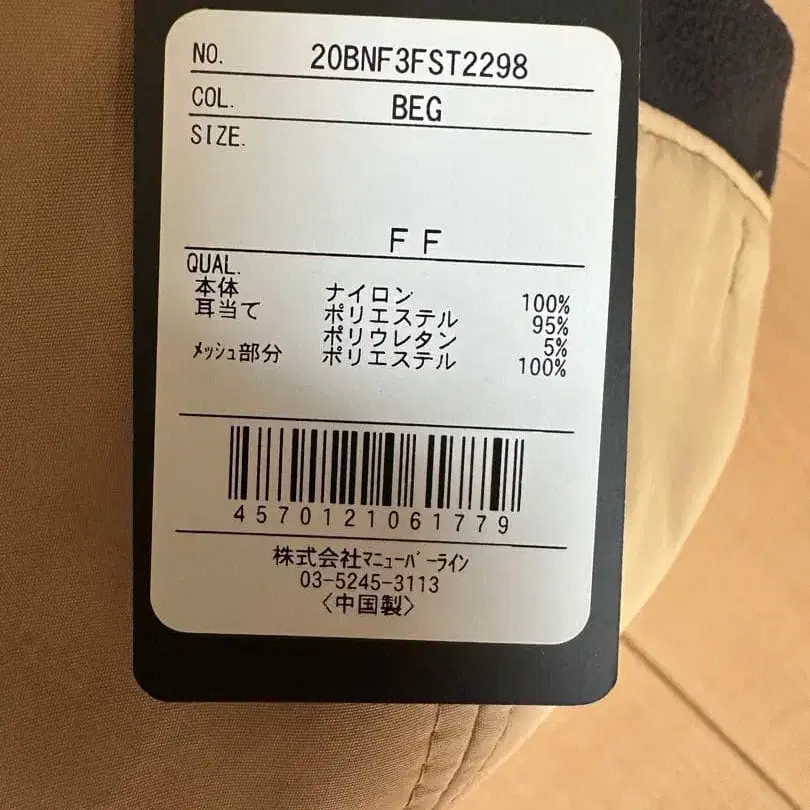 NO. 20BNF3FST2298
COL. BEG
SIZE.
F F
QUAL.
本体 ナイロン 100%
耳当て ポリエステル 95%
ポリウレタン 5%
ﾒｯｼｭ部分 ポリエステル 100%
4570121061779
株式会社ﾏﾆｭｰﾊﾞｰﾗｲﾝ
03-5245-3113
〈中国製〉